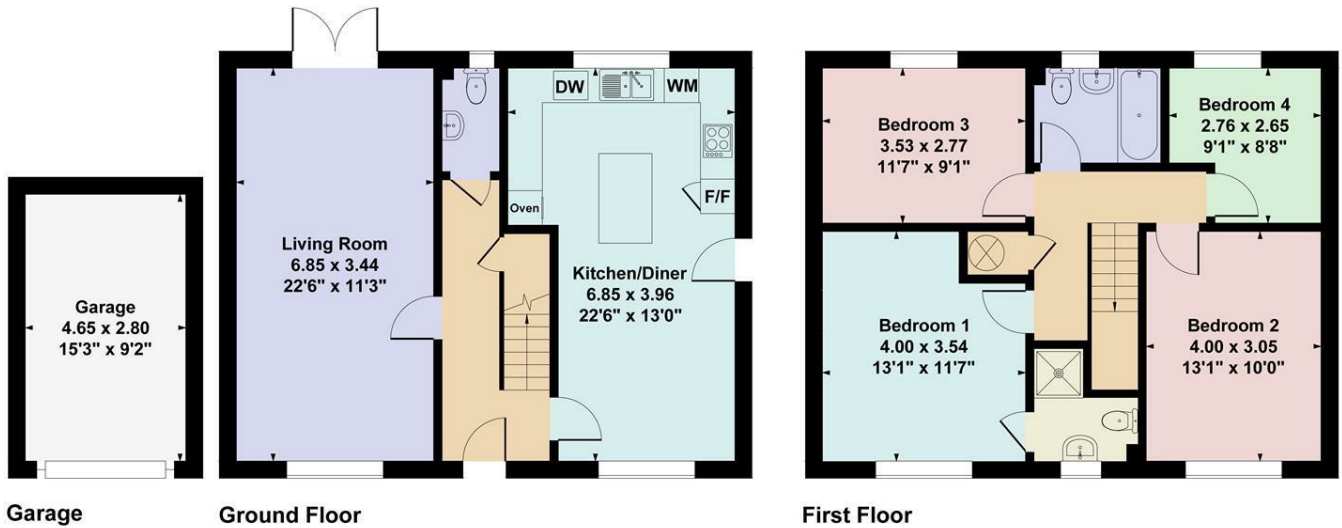 Garage
4.65 x 2.80
15'3" x 9'2"
Garage
Living Room
6.85 x 3.44
22'6" x 11'3"
DW
WM
F/F
Oven
Kitchen/Diner
6.85 x 3.96
22'6" x 13'0"
Ground Floor
Bedroom 3
3.53 x 2.77
11'7" x 9'1"
Bedroom 4
2.76 x 2.65
9'1" x 8'8"
Bedroom 1
4.00 x 3.54
13'1" x 11'7"
Bedroom 2
4.00 x 3.05
13'1" x 10'0"
First Floor